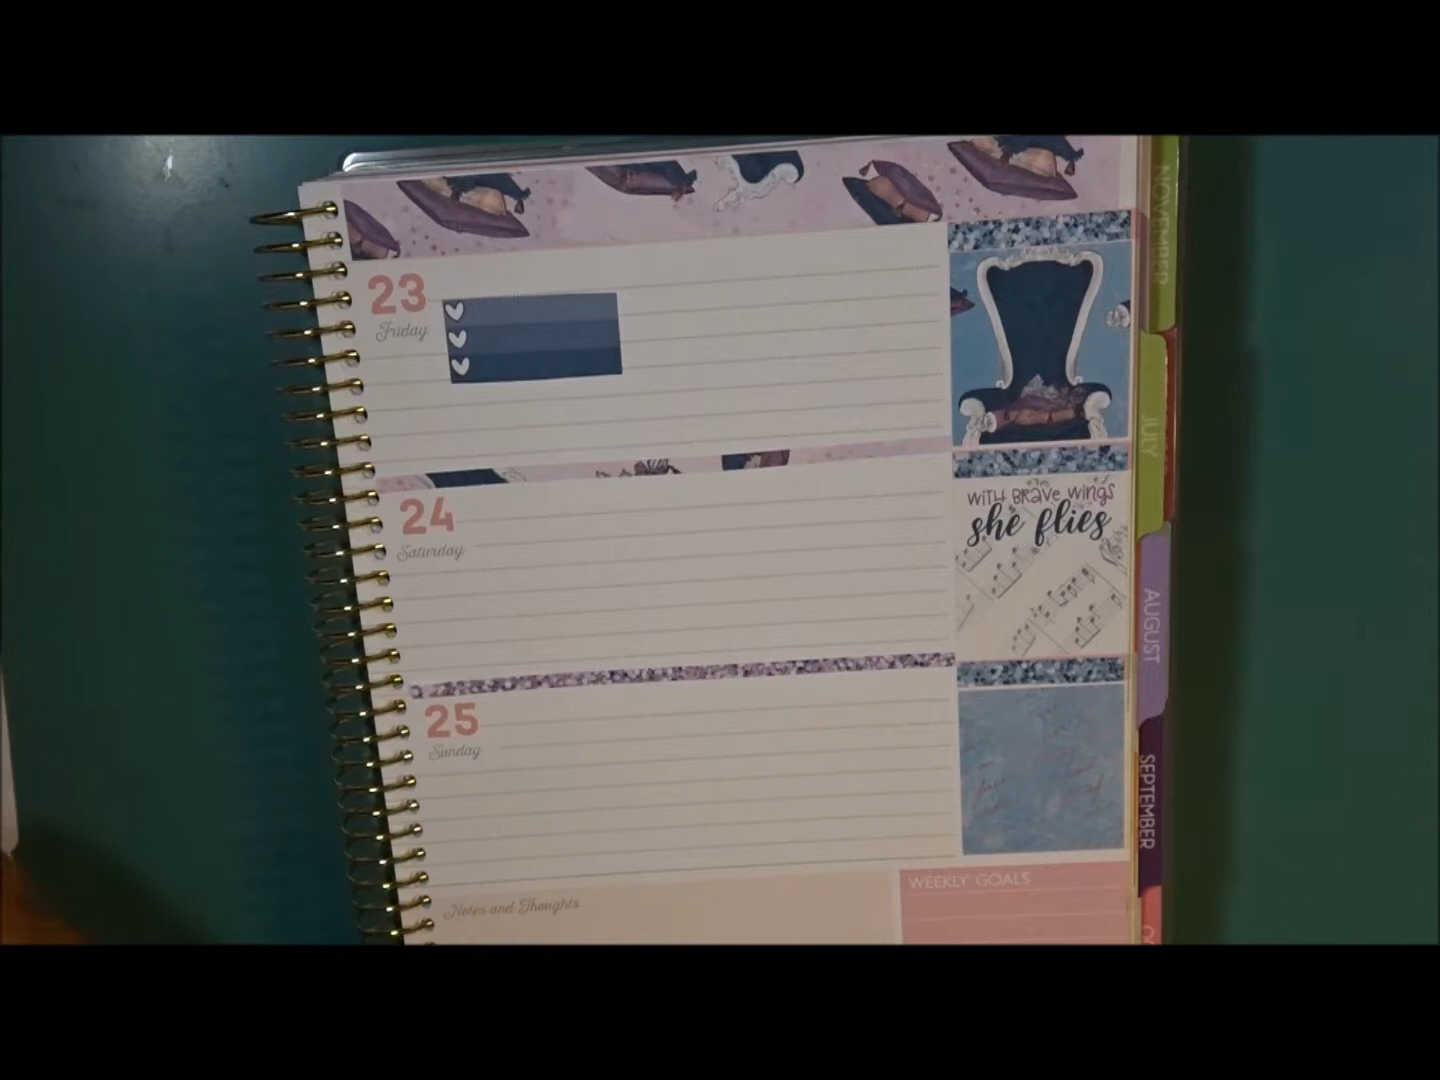 23
Friday
24
Saturday
25
Sunday
Notes and Thoughts
WITH BRAVE WINGS
she flies
WEEKLY GOALS
NOVEMBER
JULY
AUGUST
SEPTEMBER